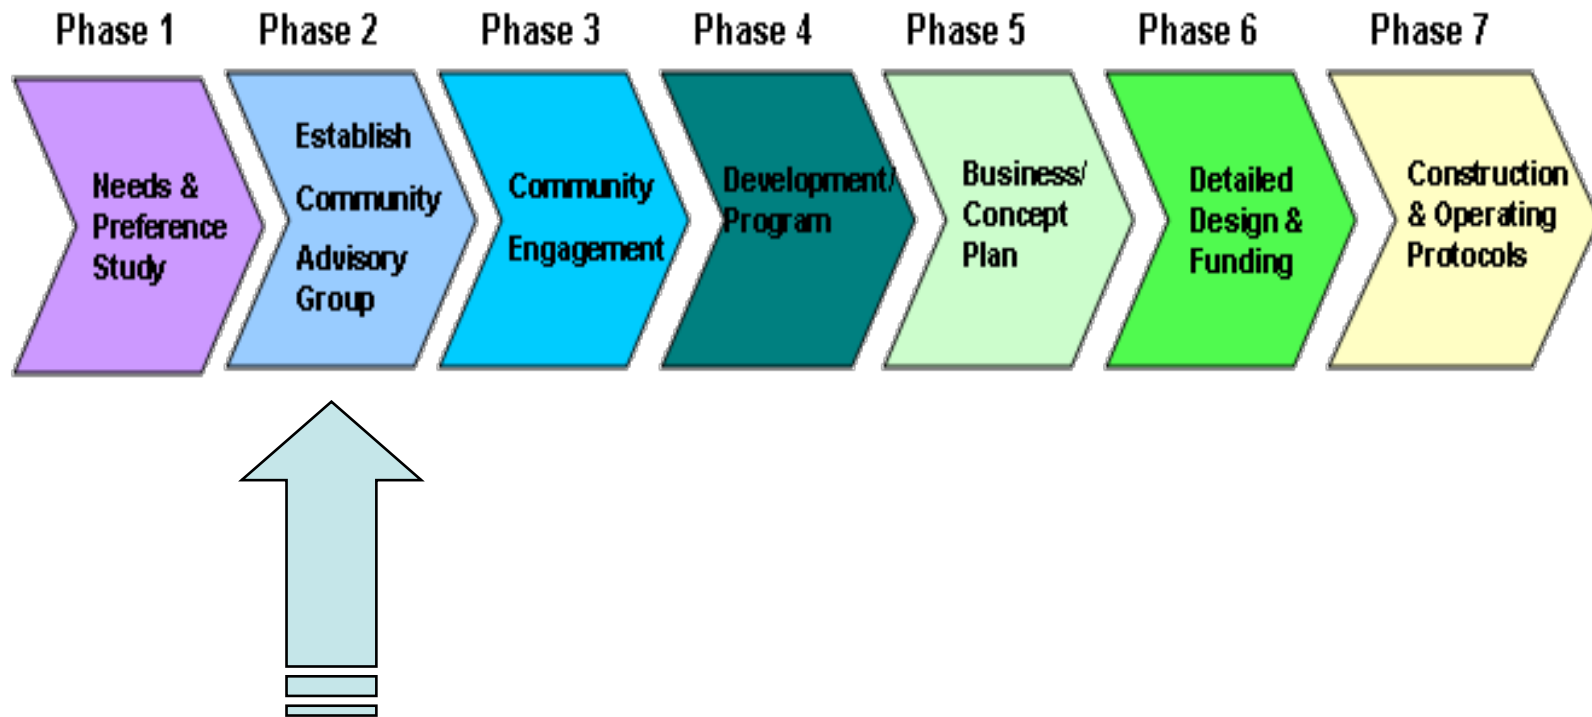 Phase 1 Phase 2 Phase 3 Phase 4 Phase 5 Phase 6 Phase 7
Needs &
Preference
Study
Establish
Community
Advisory
Group
Community
Engagement
Development/
Program
Business/
Concept
Plan
Detailed
Design &
Funding
Construction
& Operating
Protocols